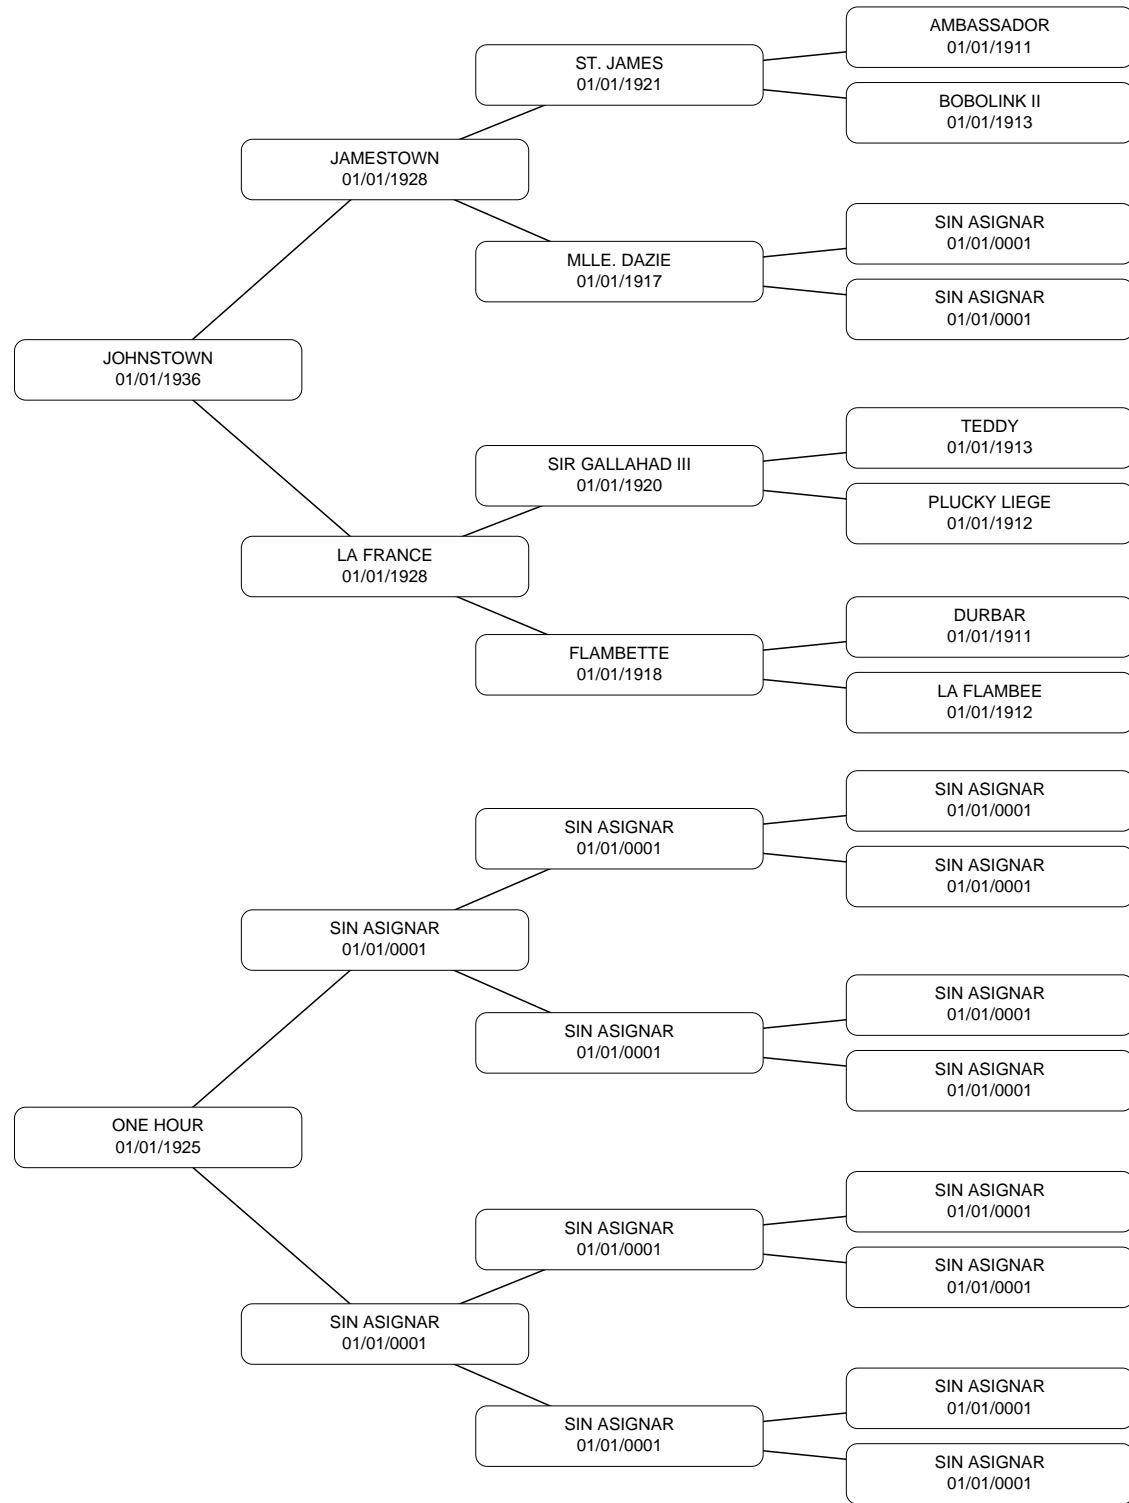 AMBASSADOR
01/01/1911
ST. JAMES
01/01/1921
BOBOLINK II
01/01/1913
JAMESTOWN
01/01/1928
SIN ASIGNAR
01/01/0001
MLLE. DAZIE
01/01/1917
SIN ASIGNAR
01/01/0001
JOHNSTOWN
01/01/1936
TEDDY
01/01/1913
SIR GALLAHAD III
01/01/1920
PLUCKY LIEGE
01/01/1912
LA FRANCE
01/01/1928
DURBAR
01/01/1911
FLAMBETTE
01/01/1918
LA FLAMBEE
01/01/1912
SIN ASIGNAR
01/01/0001
SIN ASIGNAR
01/01/0001
SIN ASIGNAR
01/01/0001
SIN ASIGNAR
01/01/0001
SIN ASIGNAR
01/01/0001
SIN ASIGNAR
01/01/0001
SIN ASIGNAR
01/01/0001
ONE HOUR
01/01/1925
SIN ASIGNAR
01/01/0001
SIN ASIGNAR
01/01/0001
SIN ASIGNAR
01/01/0001
SIN ASIGNAR
01/01/0001
SIN ASIGNAR
01/01/0001
SIN ASIGNAR
01/01/0001
SIN ASIGNAR
01/01/0001